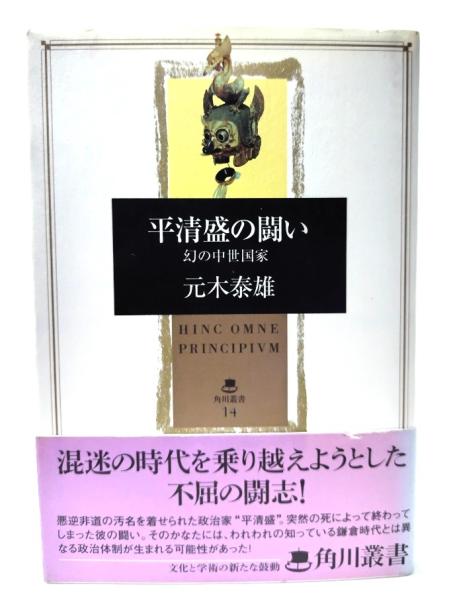 平清盛の闘い
幻の中世国家
元木泰雄
HINC OMNE
PRINCIPIVM
角川叢書
14
混迷の時代を乗り越えようとした
不屈の闘志!
悪逆非道の汚名を着せられた政治家“平清盛”。突然の死によって終わって
しまった彼の闘い。そのかなたには、われわれの知っている鎌倉時代とは異
なる政治体制が生まれる可能性があった!
文化と学術の新たな鼓動
角川叢書